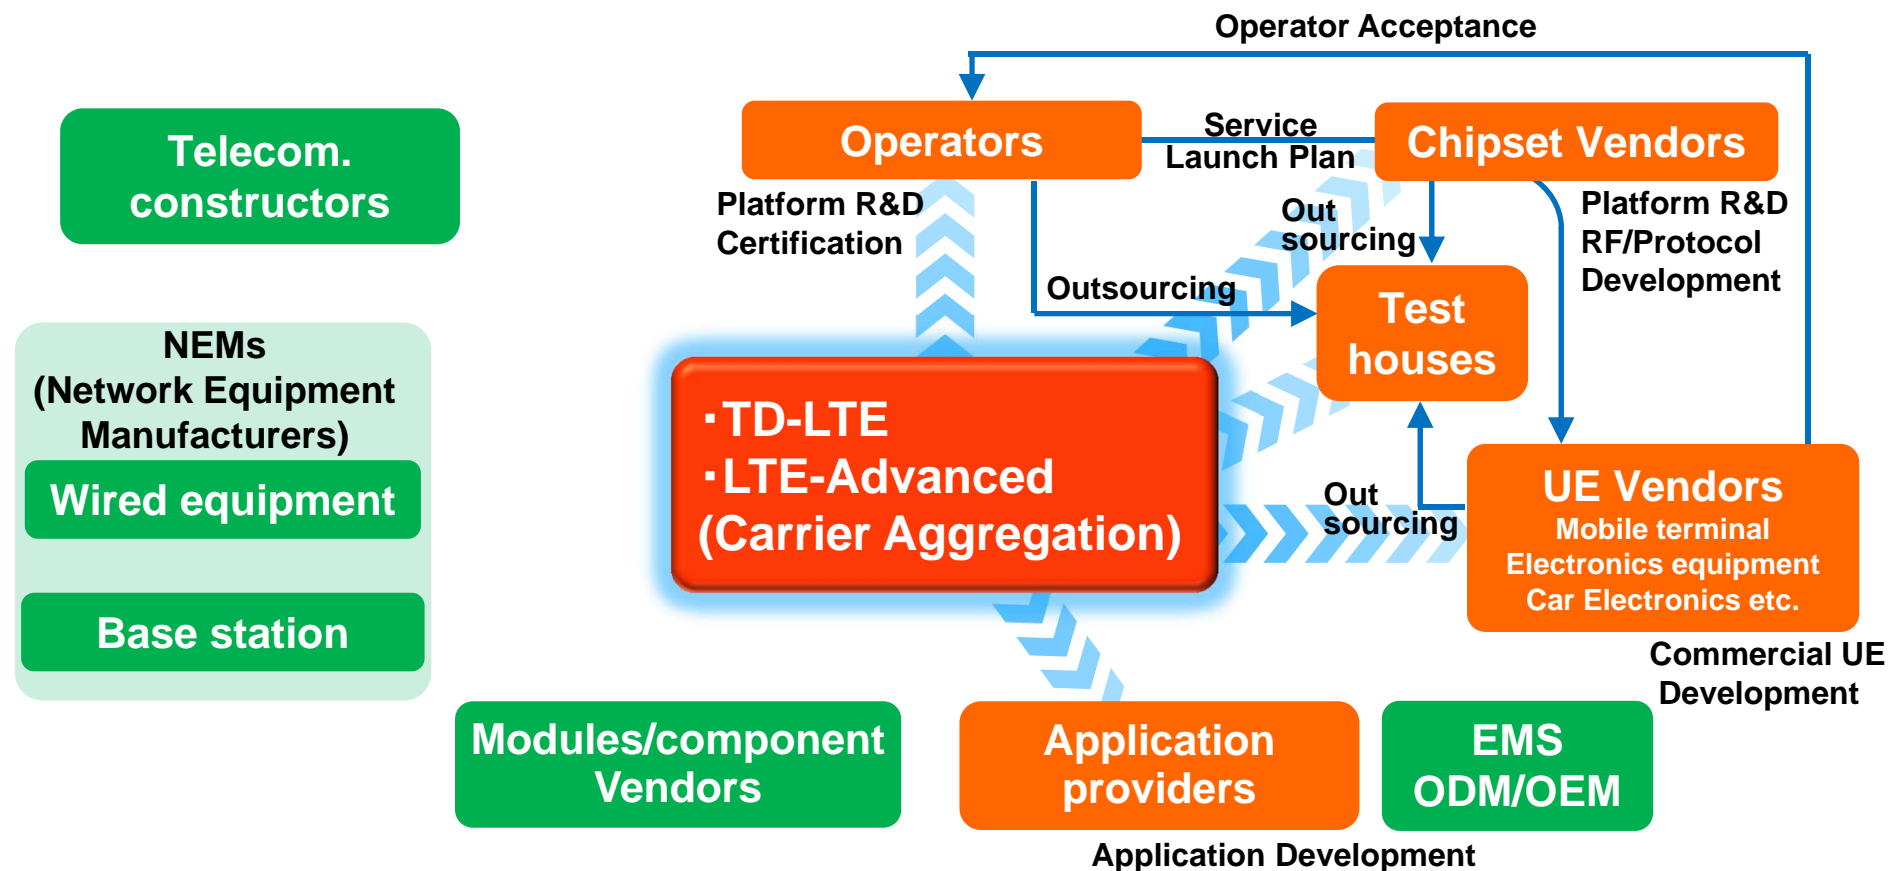 Operator Acceptance
Telecom.
constructors
Operators
Service
Launch Plan
Chipset Vendors
Platform R&D
Certification
Out
sourcing
Platform R&D
RF/Protocol
Development
Outsourcing
Test
houses
NEMs
(Network Equipment
Manufacturers)
Wired equipment
Base station
・TD-LTE
・LTE-Advanced
(Carrier Aggregation)
Out
sourcing
UE Vendors
Mobile terminal
Electronics equipment
Car Electronics etc.
Commercial UE
Development
Modules/component
Vendors
Application
providers
EMS
ODM/OEM
Application Development